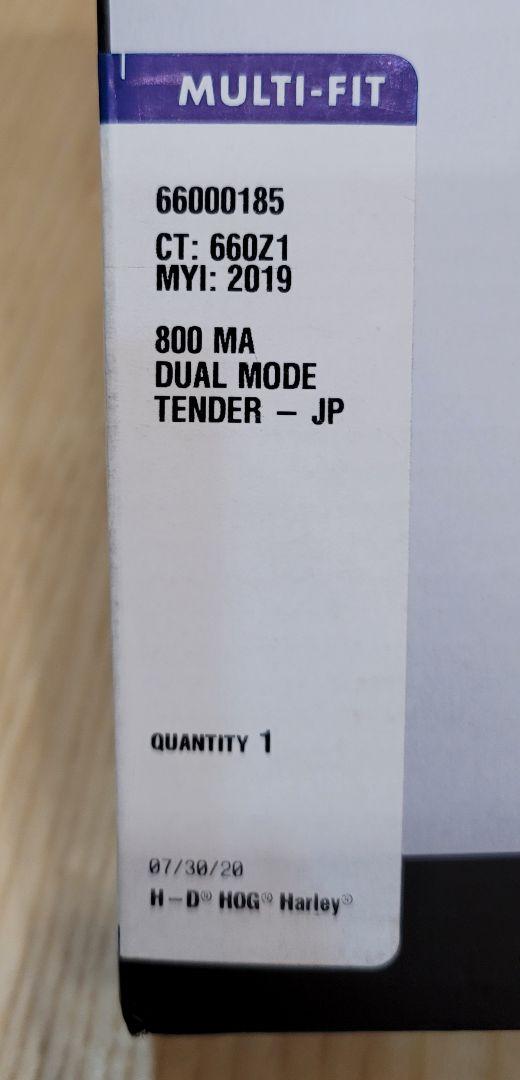 MULTI-FIT
66000185
CT: 660Z1
MYI: 2019
800 MA
DUAL MODE
TENDER – JP
QUANTITY 1
07/30/20
H–D® HOG® Harley®